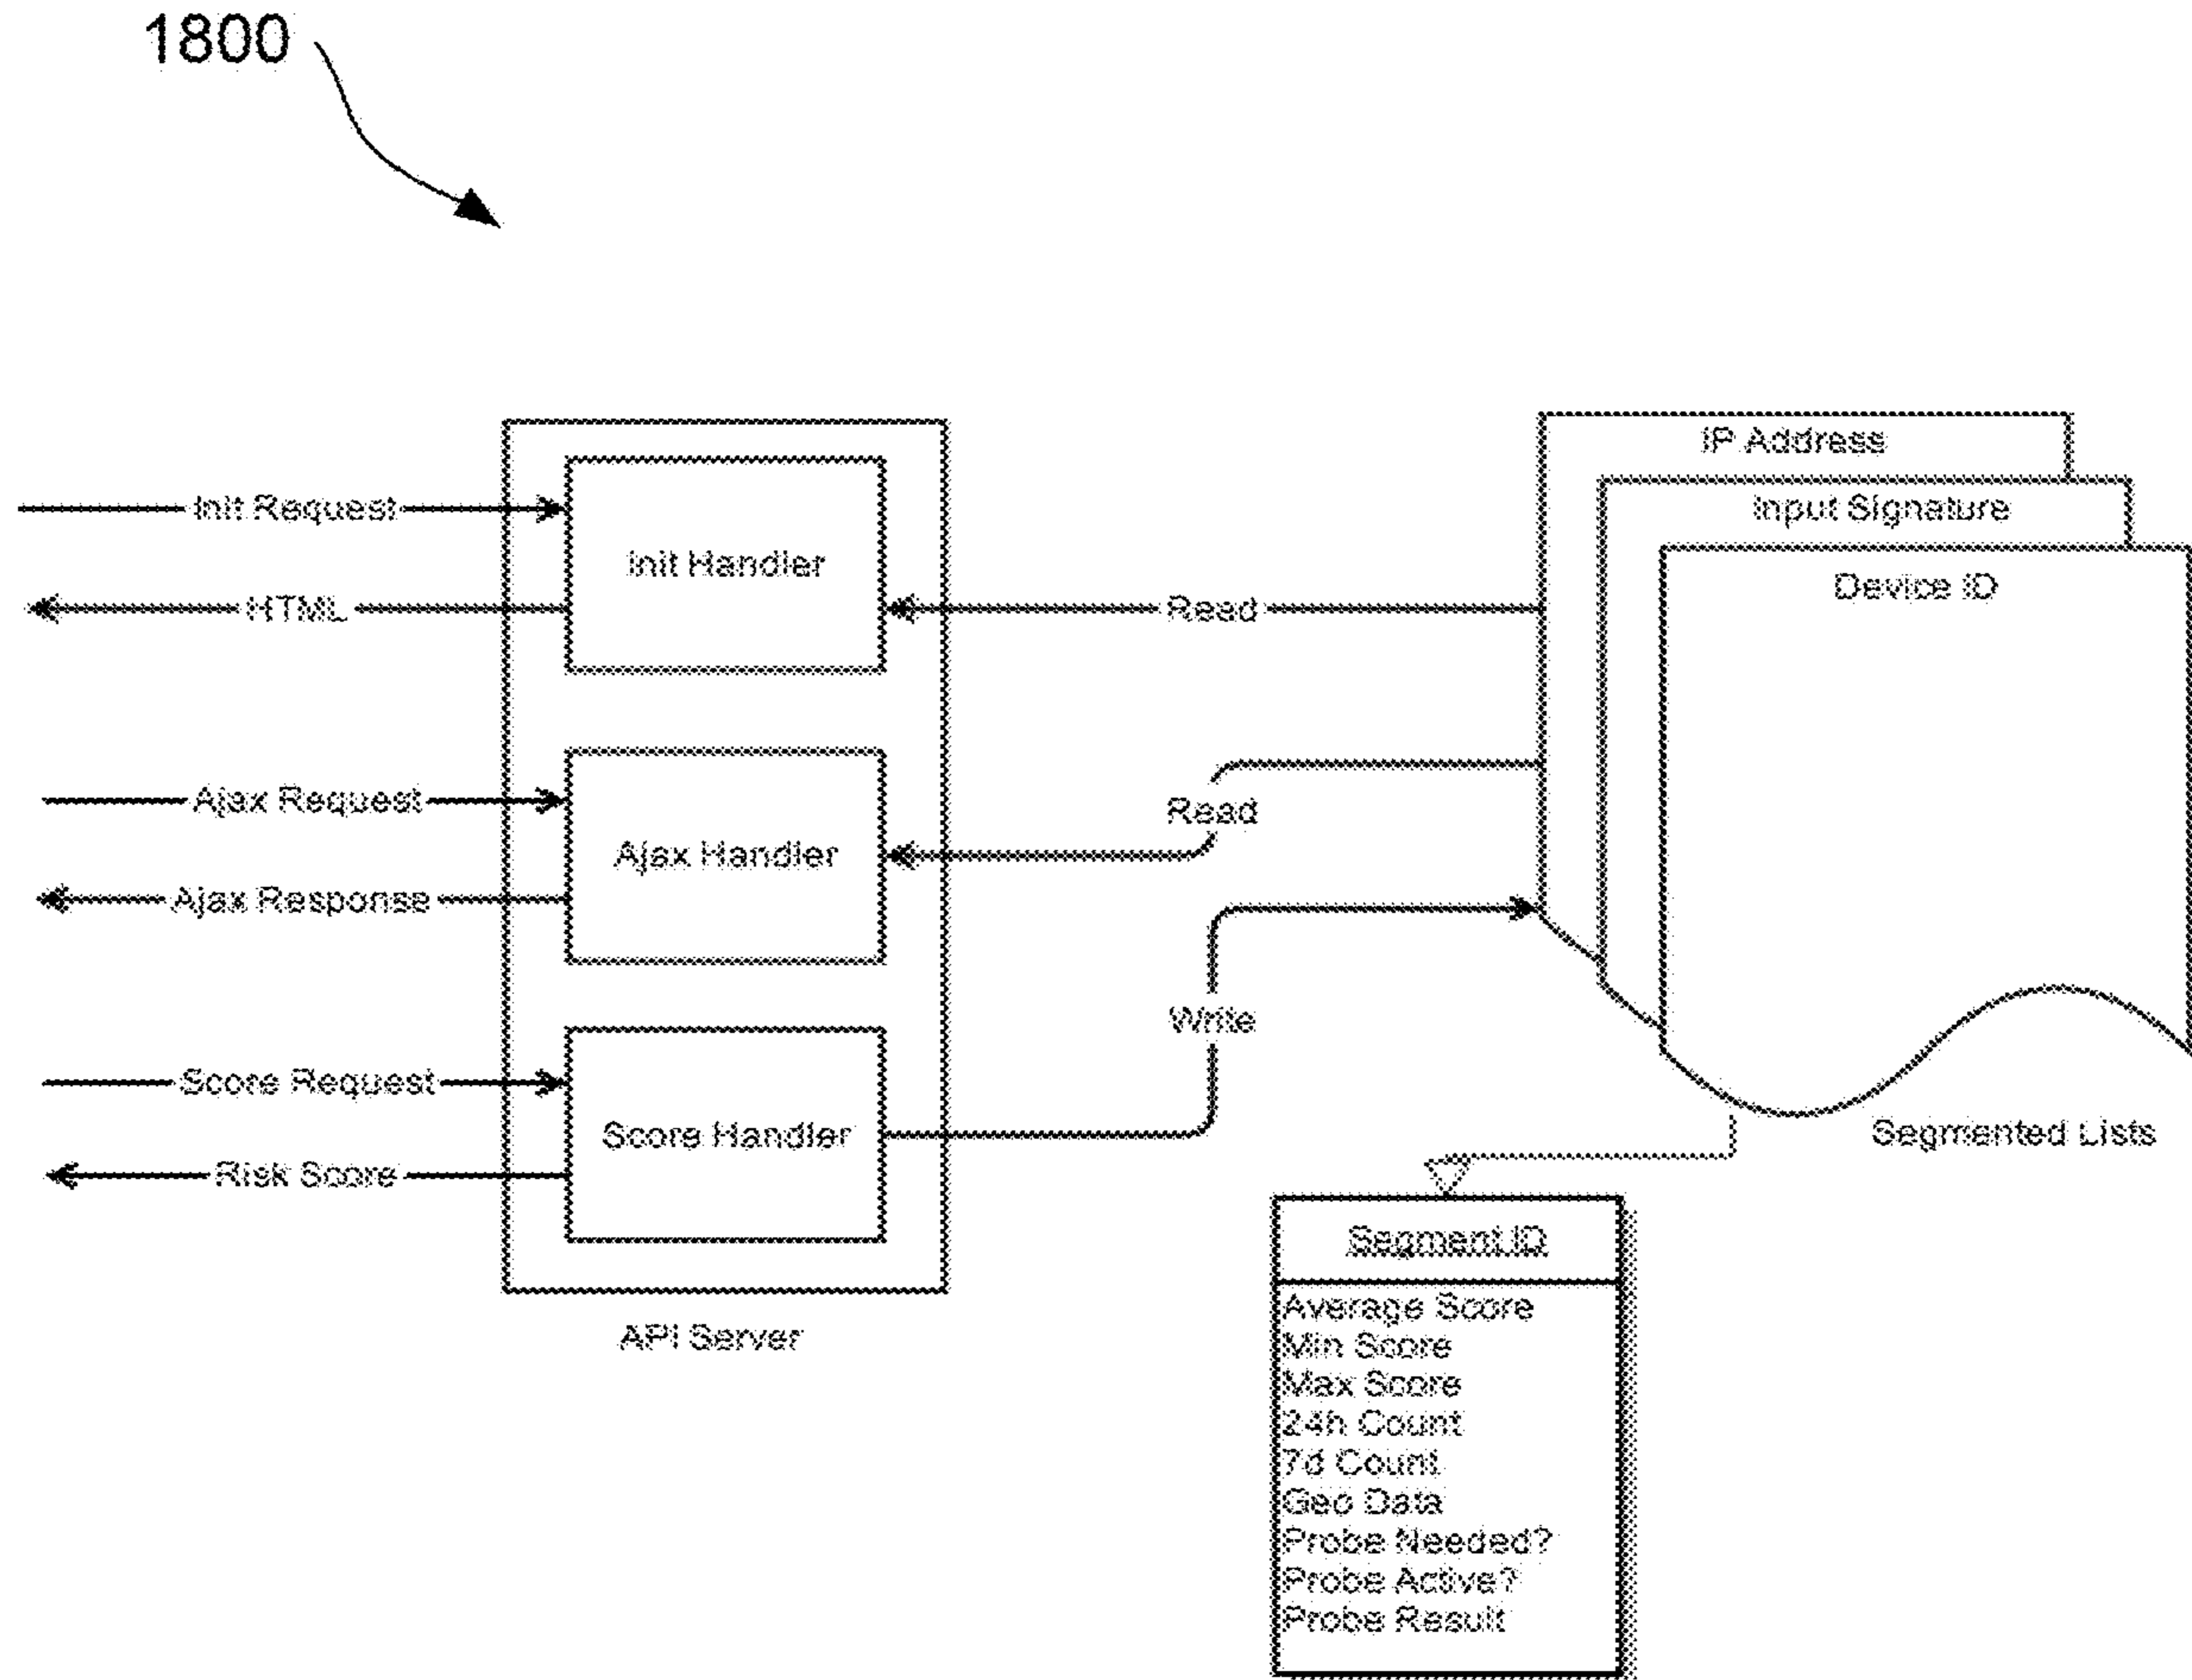 1800
IP Address
Input Signature
Device ID
Init Request
Init Handler
HTML
Read
Ajax Request
Read
Ajax Handler
Ajax Response
Write
Score Request
Score Handler
Risk Score
Segmented Lists
API Server
Segment ID
Average Score
Min Score
Max Score
24h Count
7d Count
Geo Data
Probe Needed?
Probe Active?
Probe Result